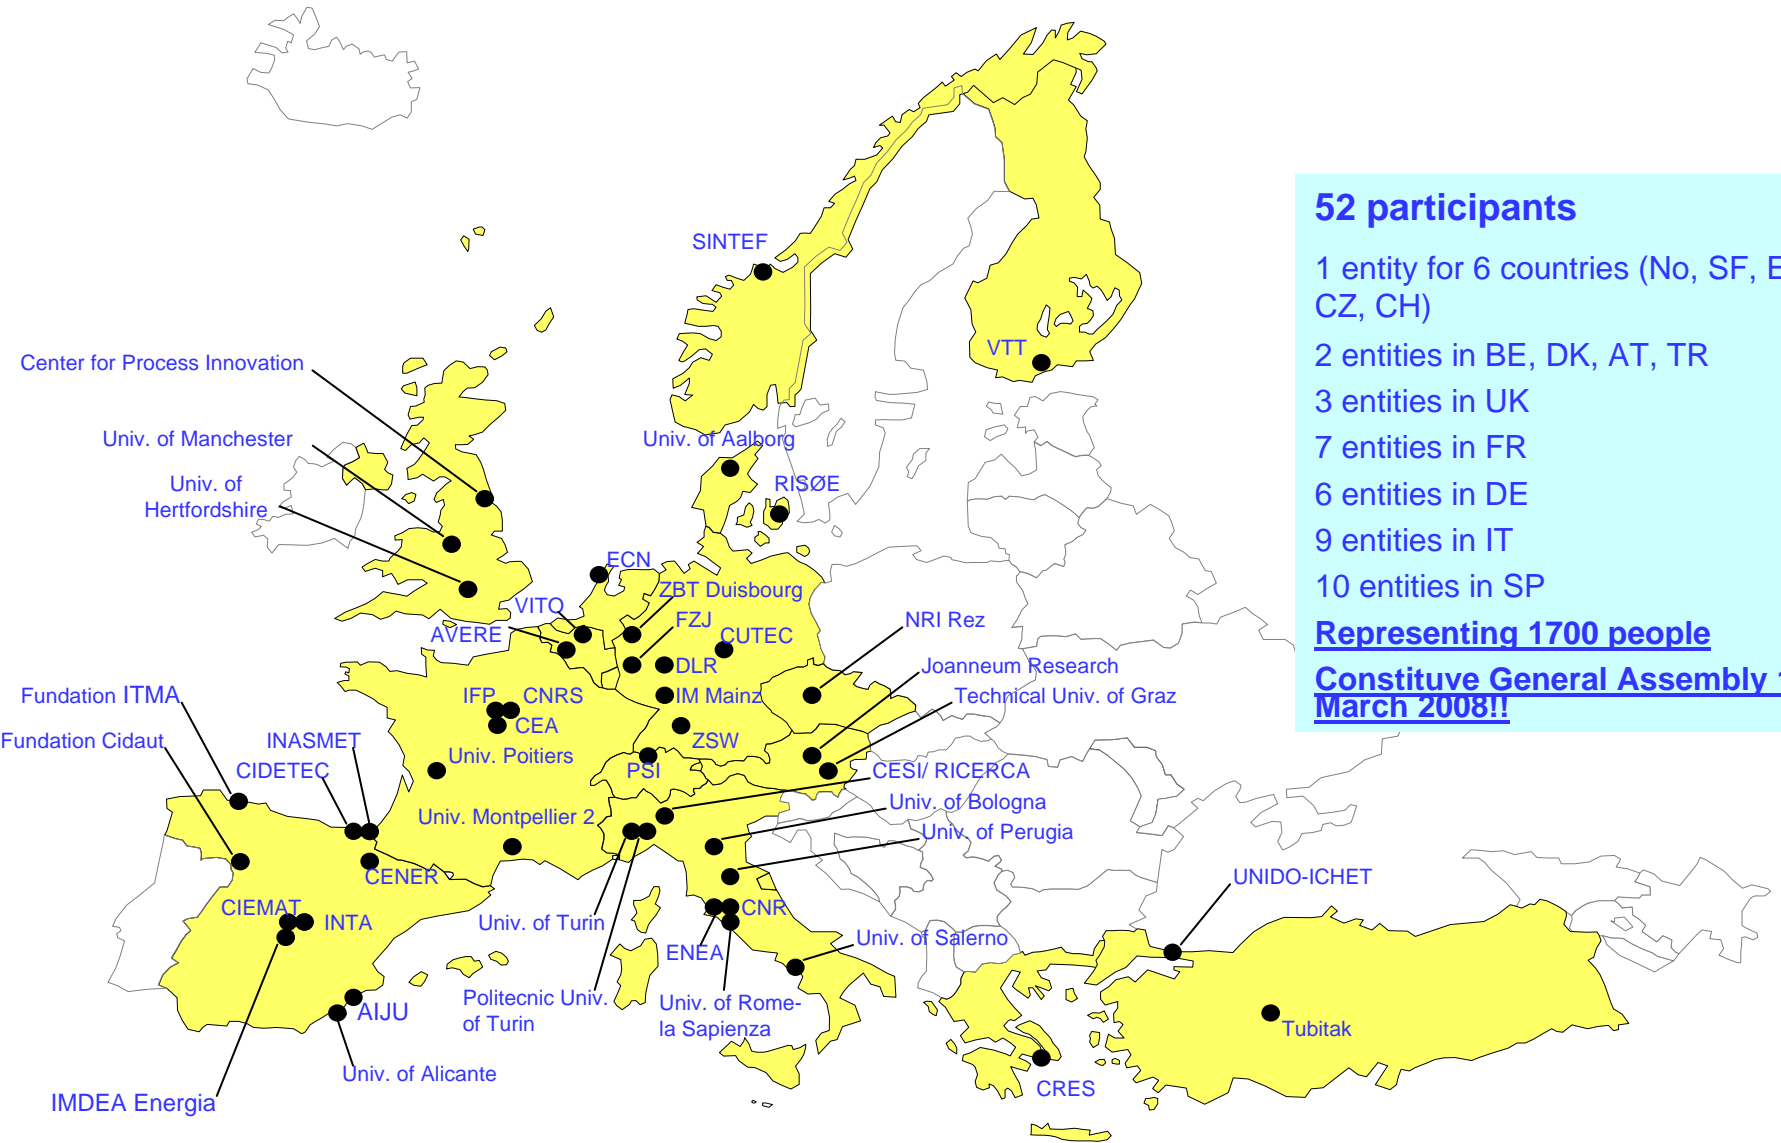 SINTEF
VTT
Center for Process Innovation
Univ. of Manchester
Univ. of
Hertfordshire
Univ. of Aalborg
RISØE
ECN
ZBT Duisbourg
VITO
FZJ
AVERE
CUTEC
NRI Rez
DLR
Joanneum Research
Fundation ITMA
IFP
CNRS
IM Mainz
Technical Univ. of Graz
CEA
Fundation Cidaut
INASMET
ZSW
Univ. Poitiers
CIDETEC
PSI
CESI/ RICERCA
Univ. of Bologna
Univ. Montpellier 2
Univ. of Perugia
CENER
UNIDO-ICHET
CIEMAT
INTA
Univ. of Turin
CNR
ENEA
Univ. of Salerno
Politecnic Univ.
of Turin
Univ. of Rome-
la Sapienza
AIJU
Tubitak
Univ. of Alicante
CRES
IMDEA Energia
52 participants
1 entity for 6 countries (No, SF, E
CZ, CH)
2 entities in BE, DK, AT, TR
3 entities in UK
7 entities in FR
6 entities in DE
9 entities in IT
10 entities in SP
Representing 1700 people
Constituve General Assembly
March 2008!!